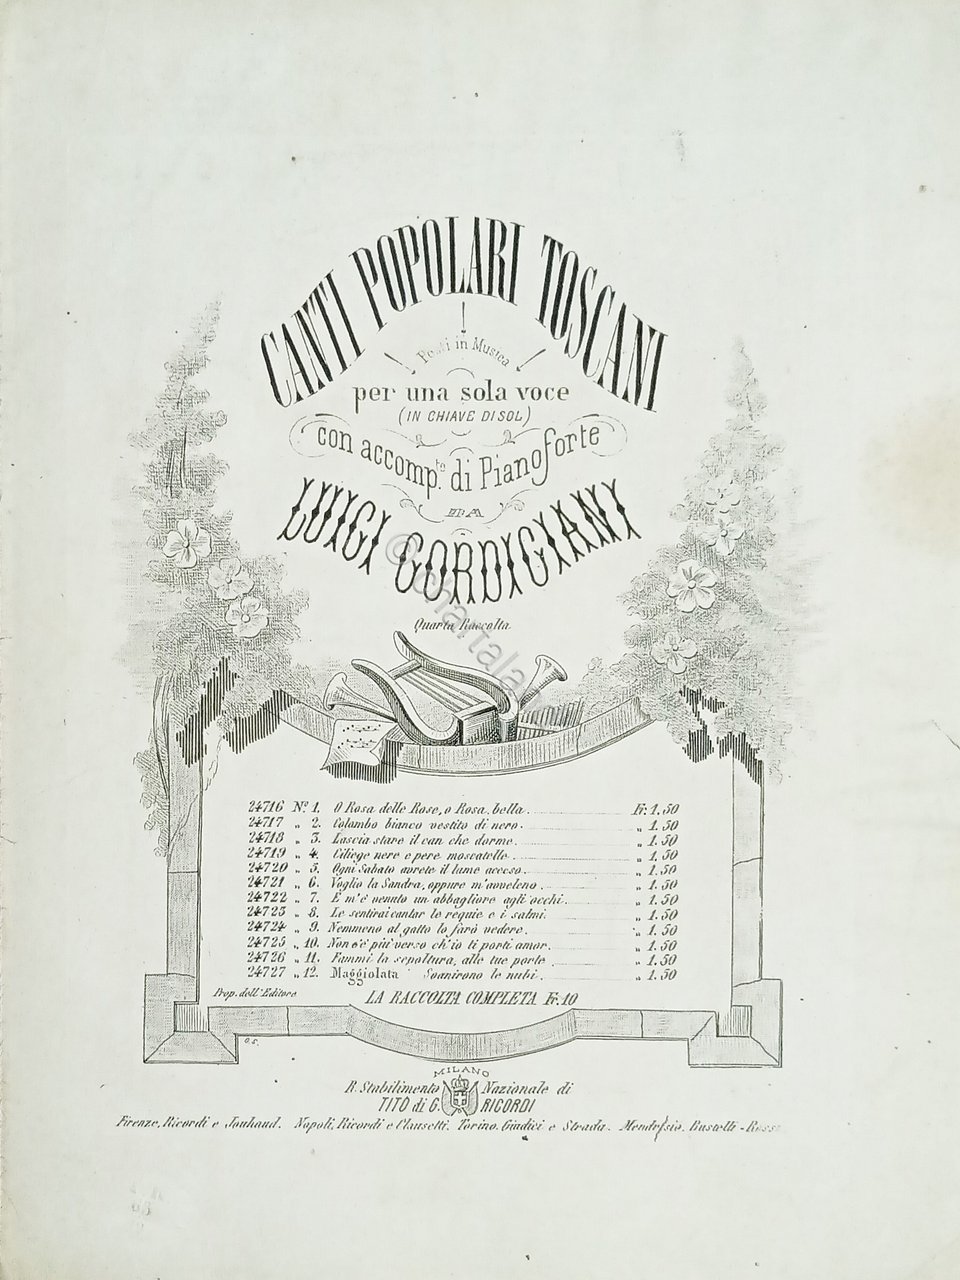 CANTI POPOLARI TOSCANI
Posti in Musica
per una sola voce
(IN CHIAVE DI SOL)
con accomp.to di Pianoforte
DA
LUIGI GORDIGIANI
Quarta Raccolta
24716 No. 1. O Rosa delle Rose, o Rosa bella. Fr. 1.50
24717 „ 2. Colombo bianco vestito di nero. „ 1.50
24718 „ 3. Lascia stare il can che dorme. „ 1.50
24719 „ 4. Ciliege nere e pere moscatelle. „ 1.50
24720 „ 5. Ogni Sabato avrete il lume acceso. „ 1.50
24721 „ 6. Voglio la Sandra, oppure m'avveleno. „ 1.50
24722 „ 7. E m'è venuto un abbagliore agli occhi. „ 1.50
24723 „ 8. Le sentirai cantar le requie e i salmi. „ 1.50
24724 „ 9. Nemmeno al gatto lo farò vedere. „ 1.50
24725 „ 10. Non c'è più verso ch'io ti porti amor. „ 1.50
24726 „ 11. Fammi la sepoltura, alle tue porte. „ 1.50
24727 „ 12. Maggiolata Svanirono le nubi. „ 1.50
Prop. dell'Editore LA RACCOLTA COMPLETA Fr. 10
G.S.
MILANO
R. Stabilimento Nazionale di
TITO di G. RICORDI
Firenze, Ricordi e Jouhaud. Napoli, Ricordi e Clausetti. Torino, Giudici e Strada. Mendrisio, Bustelli-Rossi
© Chartala